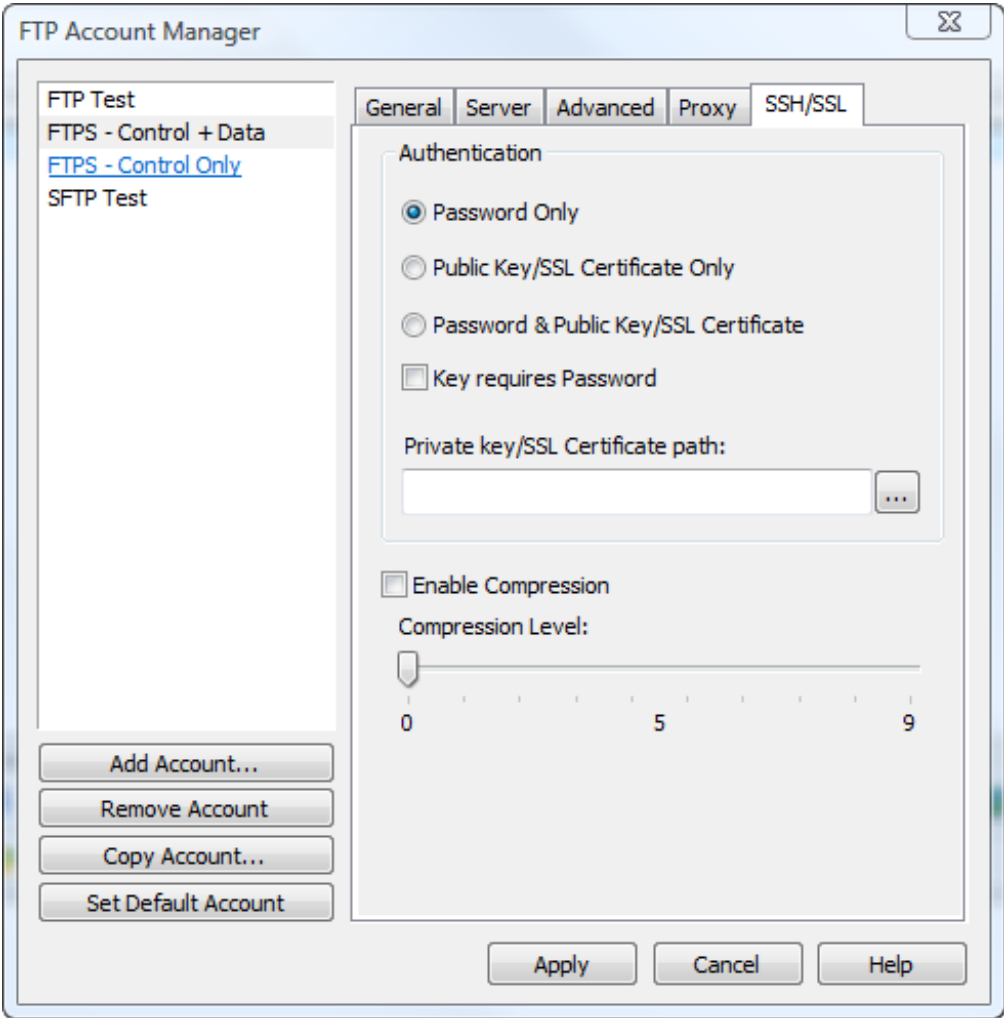 FTP Account Manager
FTP Test
FTPS - Control + Data
FTPS - Control Only
SFTP Test
Add Account...
Remove Account
Copy Account...
Set Default Account
General Server Advanced Proxy SSH/SSL
Authentication
Password Only
Public Key/SSL Certificate Only
Password & Public Key/SSL Certificate
Key requires Password
Private key/SSL Certificate path:
...
Enable Compression
Compression Level:
0 5 9
Apply Cancel Help